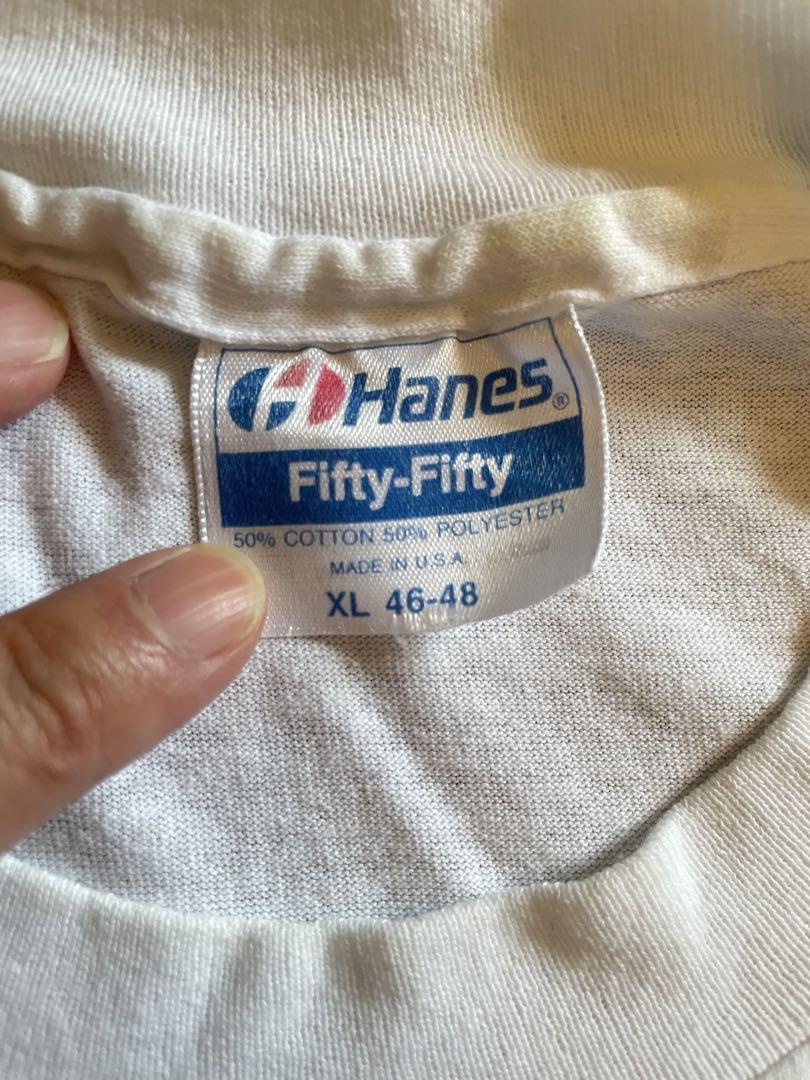 Hanes®
Fifty-Fifty
50% COTTON 50% POLYESTER
MADE IN U.S.A.
XL 46-48